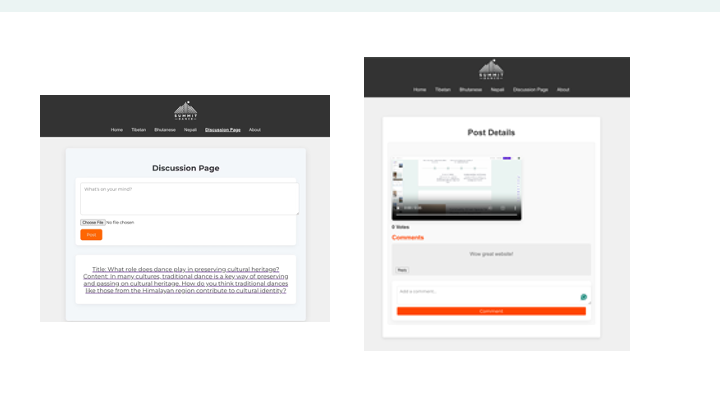 SUMMIT
DANCE
Home Tibetan Bhutanese Nepali Discussion Page About
Discussion Page
What's on your mind?
Choose File No file chosen
Post
Title: What role does dance play in preserving cultural heritage?
Content: In many cultures, traditional dance is a key way of preserving
and passing on cultural heritage. How do you think traditional dances
like those from the Himalayan region contribute to cultural identity?
SUMMIT
DANCE
Home Tibetan Bhutanese Nepali Discussion Page About
Post Details
0 Votes
Comments
Wow great website!
Reply
Add a comment...
Comment